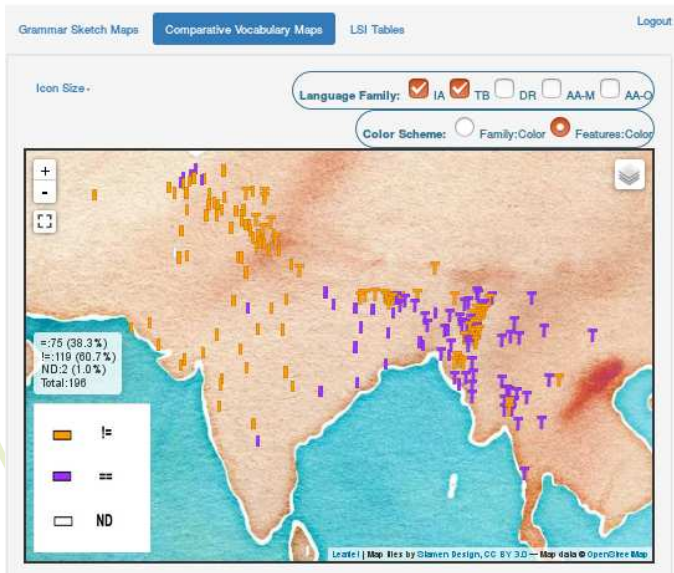 Grammar Sketch Maps Comparative Vocabulary Maps LSI Tables Logout
Icon Size
Language Family: IA TB DR AA-M AA-O
Color Scheme: Family:Color Features:Color
+
-
=:75 (38.3%)
!=:119 (60.7%)
ND:2 (1.0%)
Total:196
!=
==
ND
Leaflet | Map tiles by Stamen Design, CC BY 3.0 — Map data © OpenStreetMap